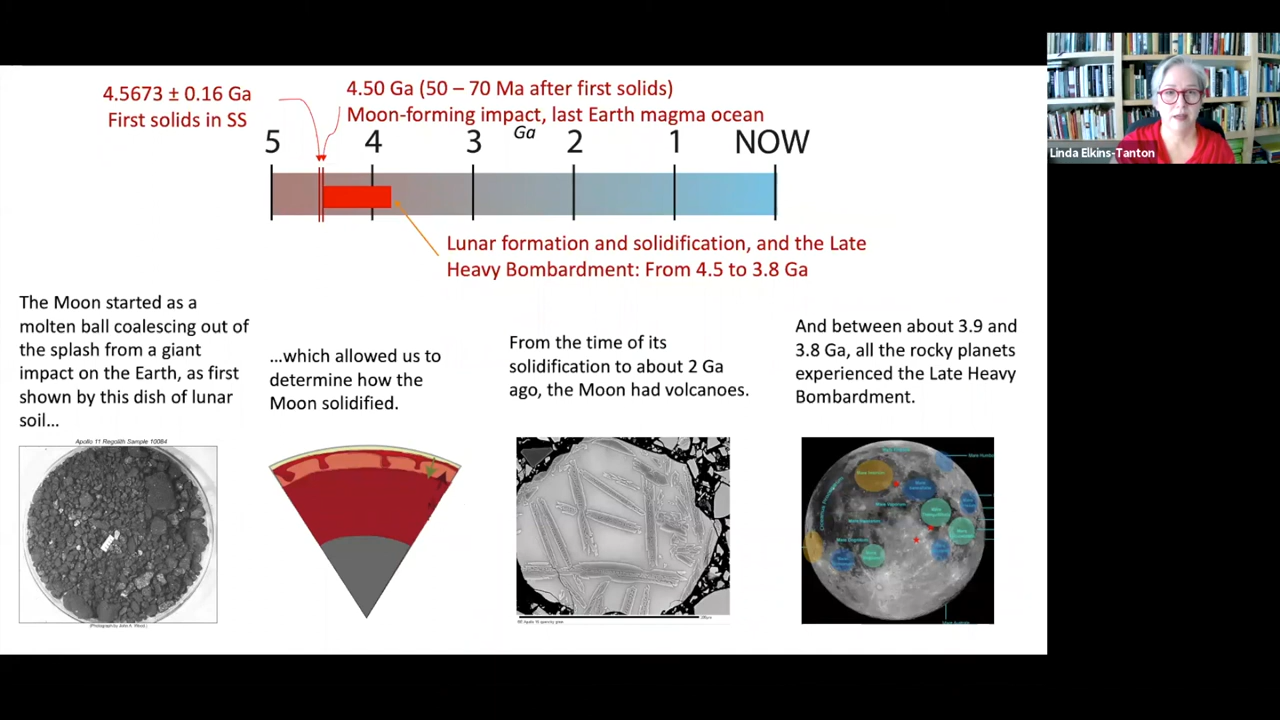 4.5673 ± 0.16 Ga
First solids in SS
4.50 Ga (50 – 70 Ma after first solids)
Moon-forming impact, last Earth magma ocean
Ga
5 4 3 2 1 NOW
Linda Elkins-Tanton
Lunar formation and solidification, and the Late
Heavy Bombardment: From 4.5 to 3.8 Ga
The Moon started as a
molten ball coalescing out of
the splash from a giant
impact on the Earth, as first
shown by this dish of lunar
soil…
Apollo 11 Regolith Sample 10084
(Photograph by John A. Wood.)
…which allowed us to
determine how the
Moon solidified.
From the time of its
solidification to about 2 Ga
ago, the Moon had volcanoes.
And between about 3.9 and
3.8 Ga, all the rocky planets
experienced the Late Heavy
Bombardment.